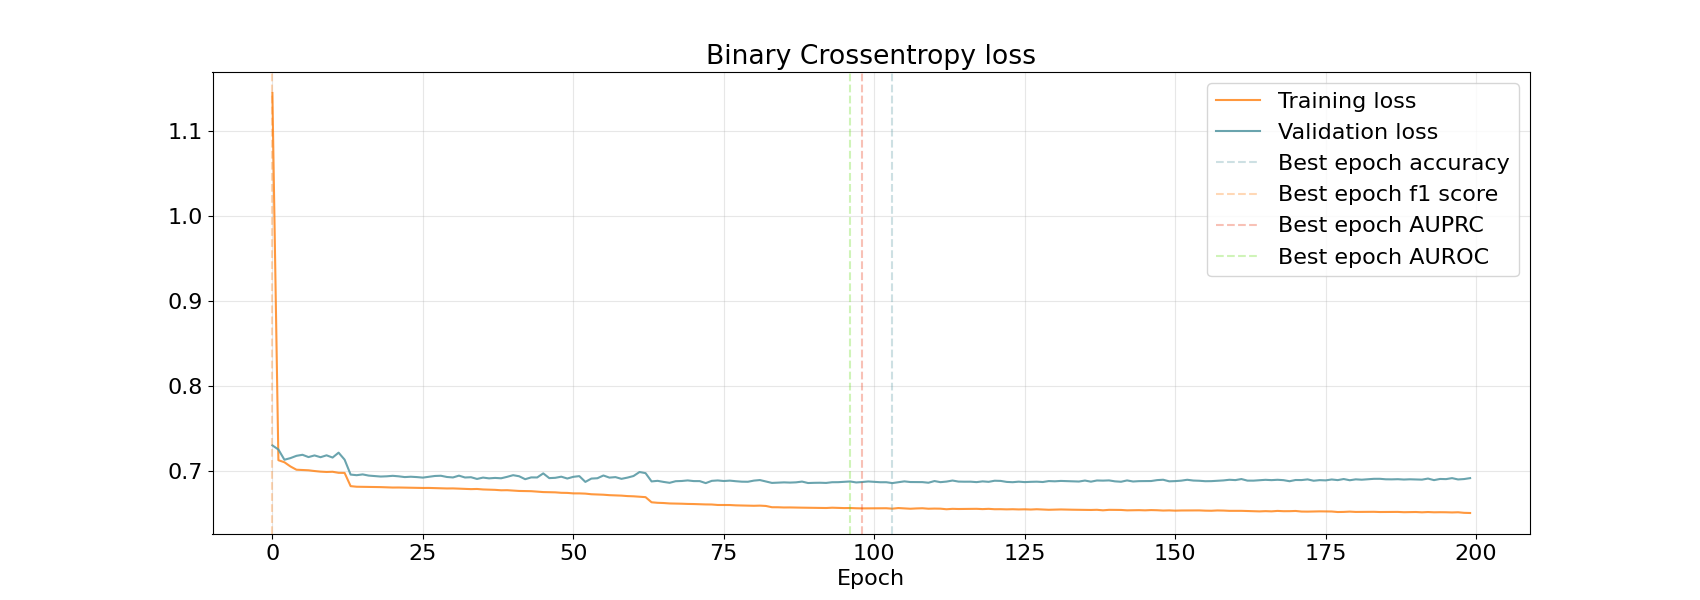 Binary Crossentropy loss
1.1
1.0
0.9
0.8
0.7
Training loss
Validation loss
Best epoch accuracy
Best epoch f1 score
Best epoch AUPRC
Best epoch AUROC
0 25 50 75 100 125 150 175 200
Epoch